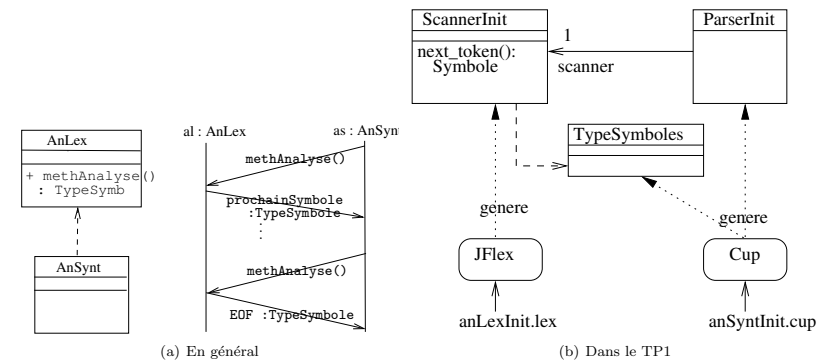 AnLex
+ methAnalyse()
: TypeSymb
AnSynt
al : AnLex
as : AnSynt
methAnalyse()
prochainSymbole
:TypeSymbole
methAnalyse()
EOF :TypeSymbole
(a) En général
ScannerInit
next_token():
Symbole
1
scanner
ParserInit
TypeSymboles
genere
genere
JFlex
Cup
anLexInit.lex
anSyntInit.cup
(b) Dans le TP1